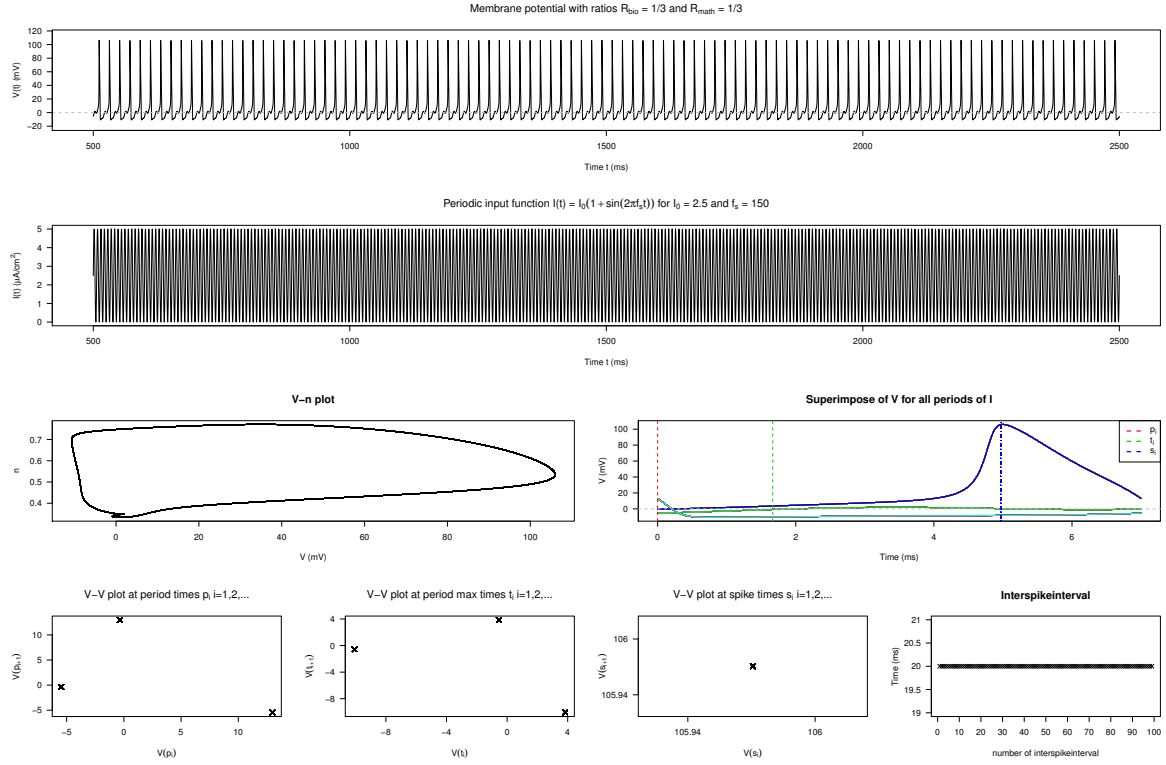 Membrane potential with ratios R_bio = 1/3 and R_math = 1/3
V(t) (mV)
120
100
80
60
40
20
0
−20
500
1000
1500
2000
2500
Time t (ms)
Periodic input function I(t) = I_0(1+sin(2πf_st)) for I_0 = 2.5 and f_s = 150
I(t) (μA/cm²)
5
4
3
2
1
0
500
1000
1500
2000
2500
Time t (ms)
V−n plot
n
0.7
0.6
0.5
0.4
0
20
40
60
80
100
V (mV)
Superimpose of V for all periods of I
V (mV)
100
80
60
40
20
0
0
2
4
6
Time (ms)
p_i
t_i
s_i
V−V plot at period times p_i i=1,2,...
V(p_{i+1})
10
5
0
−5
−5
0
5
10
V(p_i)
V−V plot at period max times t_i i=1,2,...
V(t_{i+1})
4
0
−4
−8
−8
−4
0
4
V(t_i)
V−V plot at spike times s_i i=1,2,...
V(s_{i+1})
106
105.94
105.94
106
V(s_i)
Interspikeinterval
Time (ms)
21
20.5
20
19.5
19
0 10 20 30 40 50 60 70 80 90 100
number of interspikeinterval